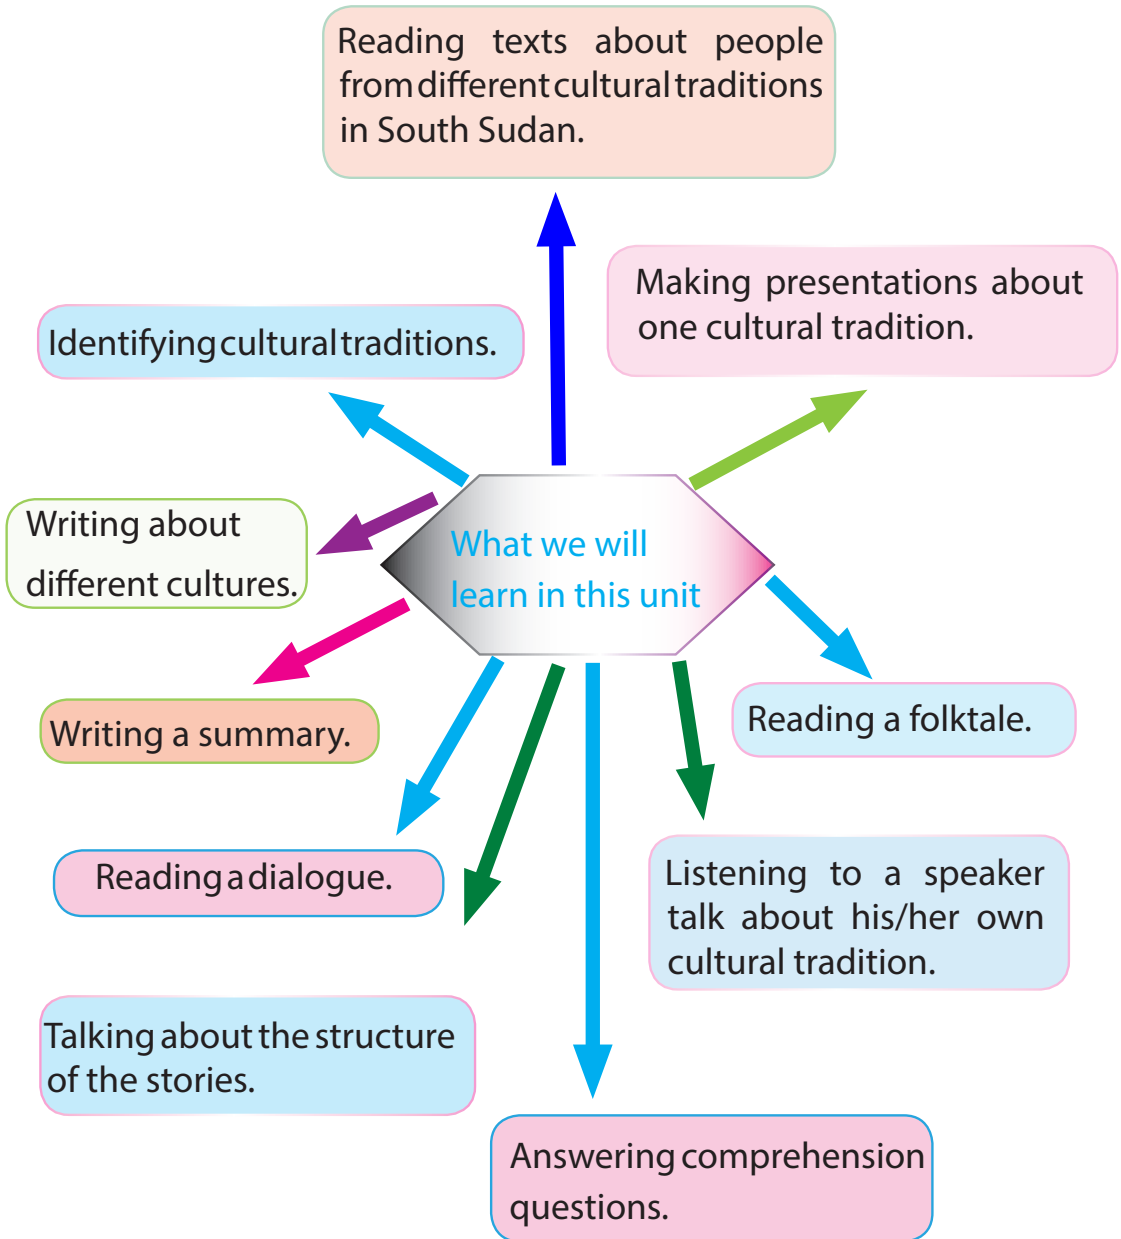 Reading texts about people
from different cultural traditions
in South Sudan.
Making presentations about
one cultural tradition.
Identifying cultural traditions.
Writing about
different cultures.
What we will
learn in this unit
Writing a summary.
Reading a folktale.
Reading a dialogue.
Listening to a speaker
talk about his/her own
cultural tradition.
Talking about the structure
of the stories.
Answering comprehension
questions.